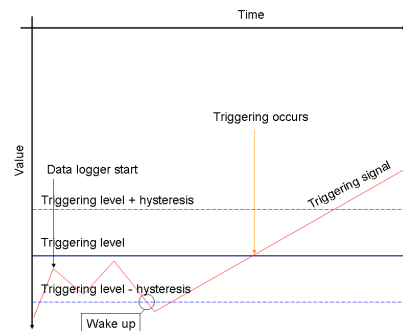 Time
Triggering occurs
Value
Data logger start
Triggering signal
Triggering level + hysteresis
Triggering level
Triggering level - hysteresis
Wake up